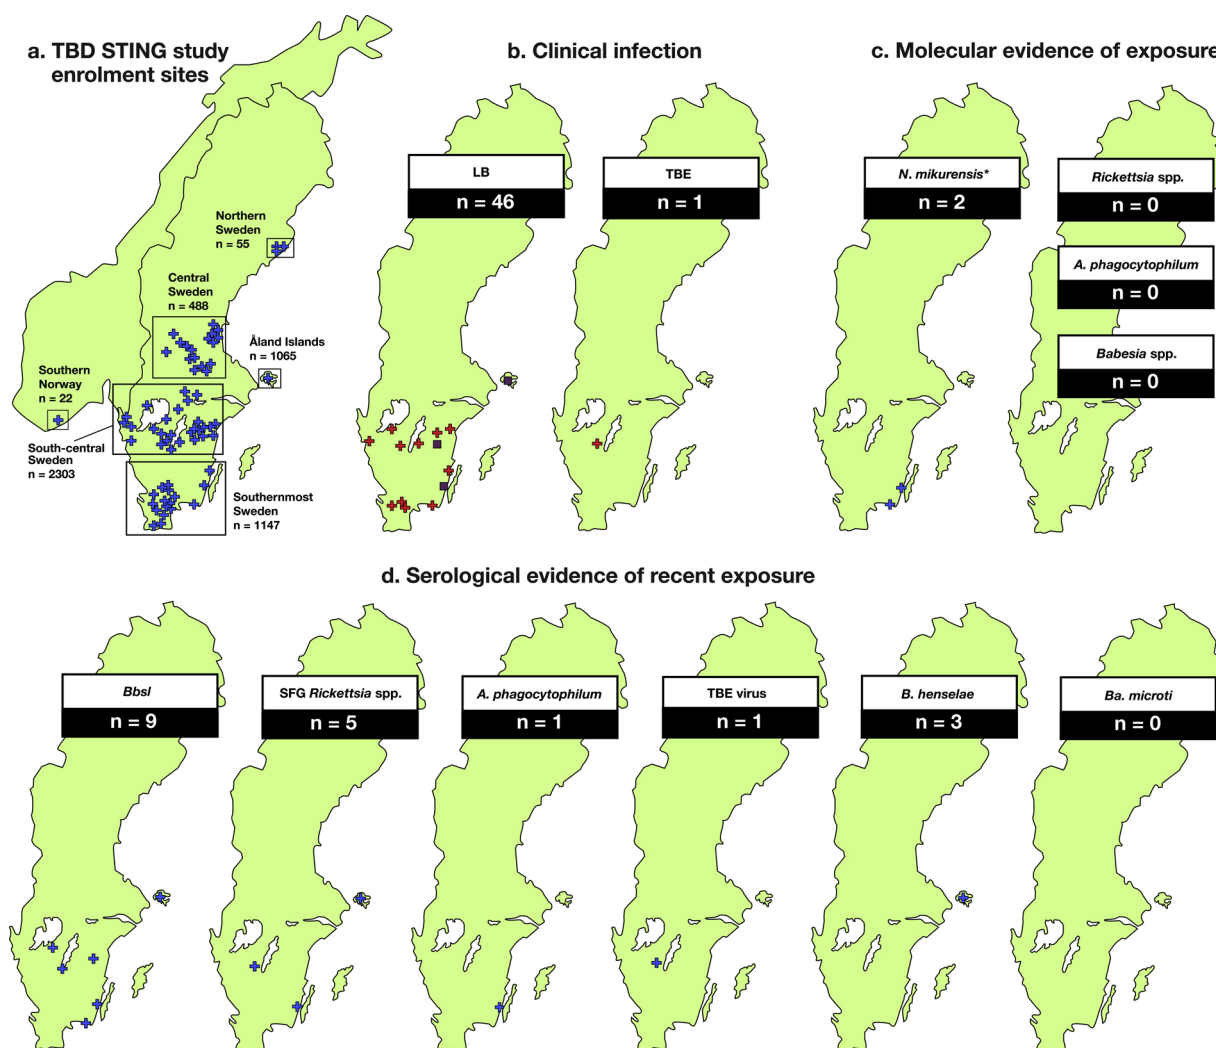 a. TBD STING study
enrolment sites
Northern
Sweden
n = 55
Central
Sweden
n = 488
Åland Islands
n = 1065
Southern
Norway
n = 22
South-central
Sweden
n = 2303
Southernmost
Sweden
n = 1147
b. Clinical infection
LB
n = 46
TBE
n = 1
c. Molecular evidence of exposure
N. mikurensis*
n = 2
Rickettsia spp.
n = 0
A. phagocytophilum
n = 0
Babesia spp.
n = 0
d. Serological evidence of recent exposure
Bbsl
n = 9
SFG Rickettsia spp.
n = 5
A. phagocytophilum
n = 1
TBE virus
n = 1
B. henselae
n = 3
Ba. microti
n = 0